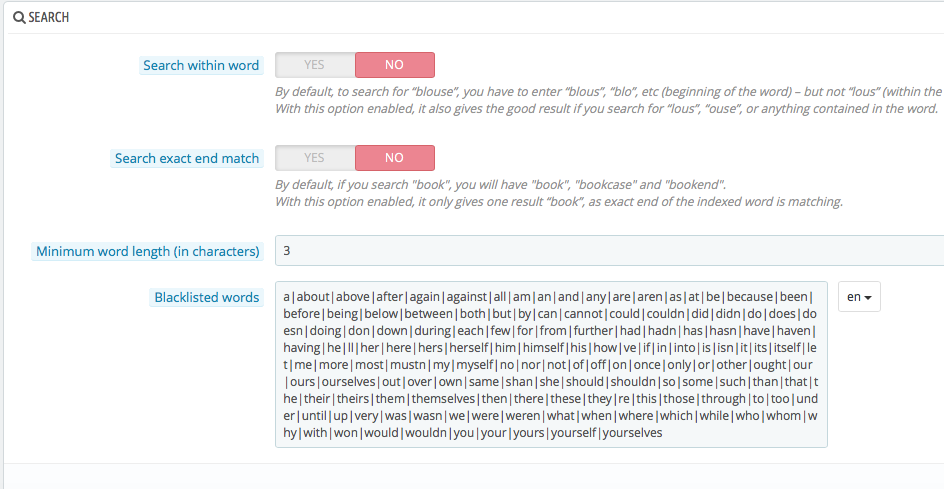 SEARCH
Search within word YES NO
By default, to search for “blouse”, you have to enter “blous”, “blo”, etc (beginning of the word) – but not “lous” (within the
With this option enabled, it also gives the good result if you search for “lous”, “ouse”, or anything contained in the word.
Search exact end match YES NO
By default, if you search "book", you will have "book", "bookcase" and "bookend".
With this option enabled, it only gives one result “book”, as exact end of the indexed word is matching.
Minimum word length (in characters) 3
Blacklisted words en
a|about|above|after|again|against|all|am|an|and|any|are|aren|as|at|be|because|been|
before|being|below|between|both|but|by|can|cannot|could|couldn|did|didn|do|does|do
esn|doing|don|down|during|each|few|for|from|further|had|hadn|has|hasn|have|haven|
having|he|ll|her|here|hers|herself|him|himself|his|how|ve|if|in|into|is|isn|it|its|itself|le
t|me|more|most|mustn|my|myself|no|nor|not|of|off|on|once|only|or|other|ought|our
|ours|ourselves|out|over|own|same|shan|she|should|shouldn|so|some|such|than|that|t
he|their|theirs|them|themselves|then|there|these|they|re|this|those|through|to|too|und
er|until|up|very|was|wasn|we|were|weren|what|when|where|which|while|who|whom|w
hy|with|won|would|wouldn|you|your|yours|yourself|yourselves